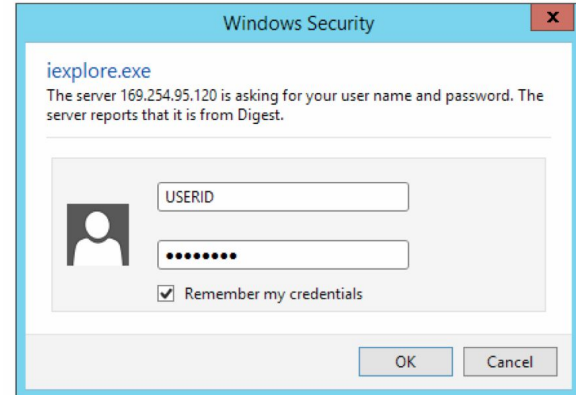 Windows Security
x
iexplore.exe
The server 169.254.95.120 is asking for your user name and password. The
server reports that it is from Digest.
USERID
●●●●●●●●
Remember my credentials
OK Cancel